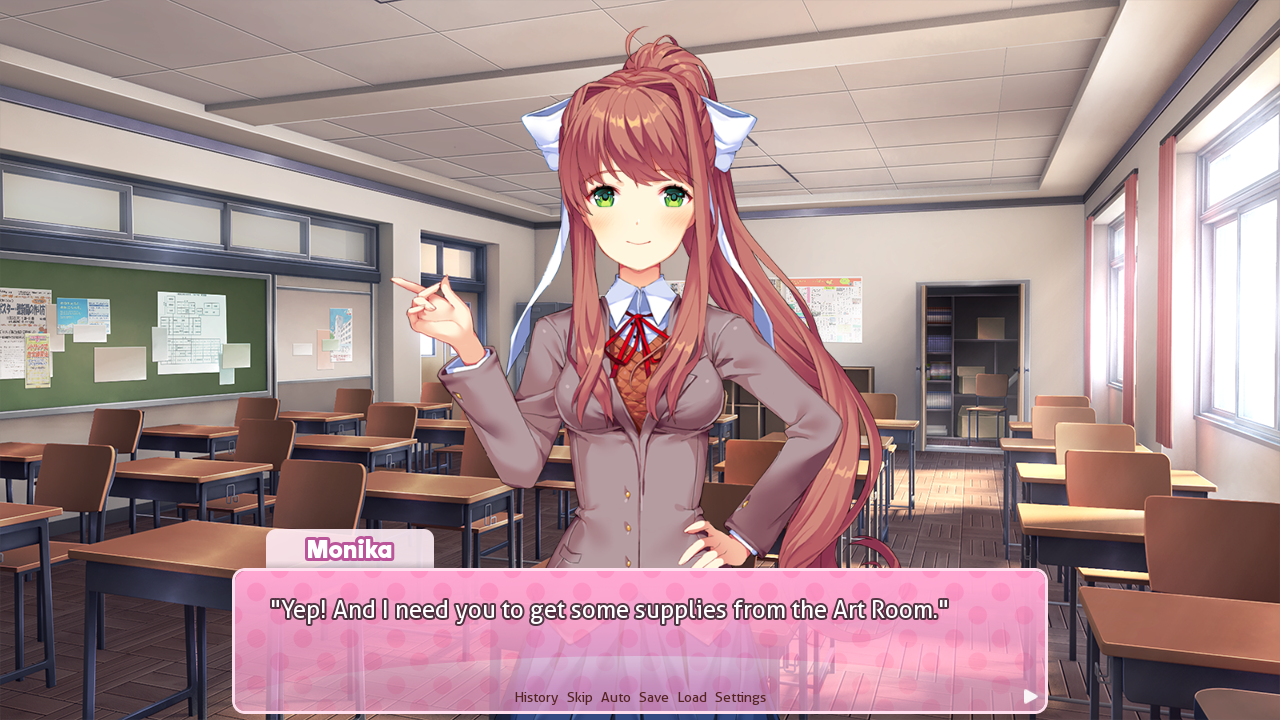 Monika
"Yep! And I need you to get some supplies from the Art Room."
History Skip Auto Save Load Settings